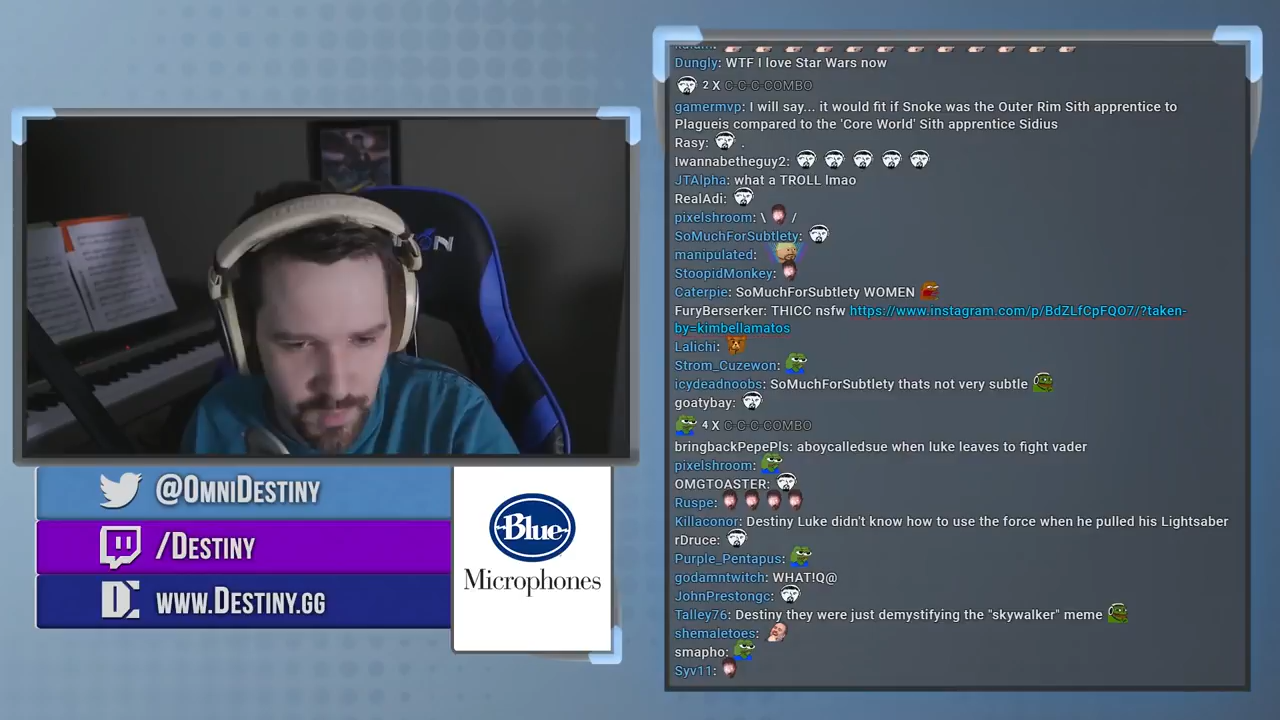 Dungly: WTF I love Star Wars now
2 X C-C-C-COMBO
gamermvp: I will say... it would fit if Snoke was the Outer Rim Sith apprentice to
Plagueis compared to the 'Core World' Sith apprentice Sidius
Rasy: .
Iwannabetheguy2:
JTAlpha: what a TROLL lmao
RealAdi:
pixelshroom: \ /
SoMuchForSubtlety:
manipulated:
StoopidMonkey:
Caterpie: SoMuchForSubtlety WOMEN
FuryBerserker: THICC nsfw https://www.instagram.com/p/BdZLfCpFQO7/?taken-
by=kimbellamatos
Lalichi:
Strom_Cuzewon:
icydeadnoobs: SoMuchForSubtlety thats not very subtle
goatybay:
4 X C-C-C-COMBO
bringbackPepePls: aboycalledsue when luke leaves to fight vader
pixelshroom:
OMGTOASTER:
Ruspe:
Killaconor: Destiny Luke didn't know how to use the force when he pulled his Lightsaber
rDruce:
Purple_Pentapus:
godamntwitch: WHAT!Q@
JohnPrestongc:
Talley76: Destiny they were just demystifying the "skywalker" meme
shemaletoes:
smapho:
Syv11:
@OmniDestiny
/Destiny
www.Destiny.gg
Blue
Microphones